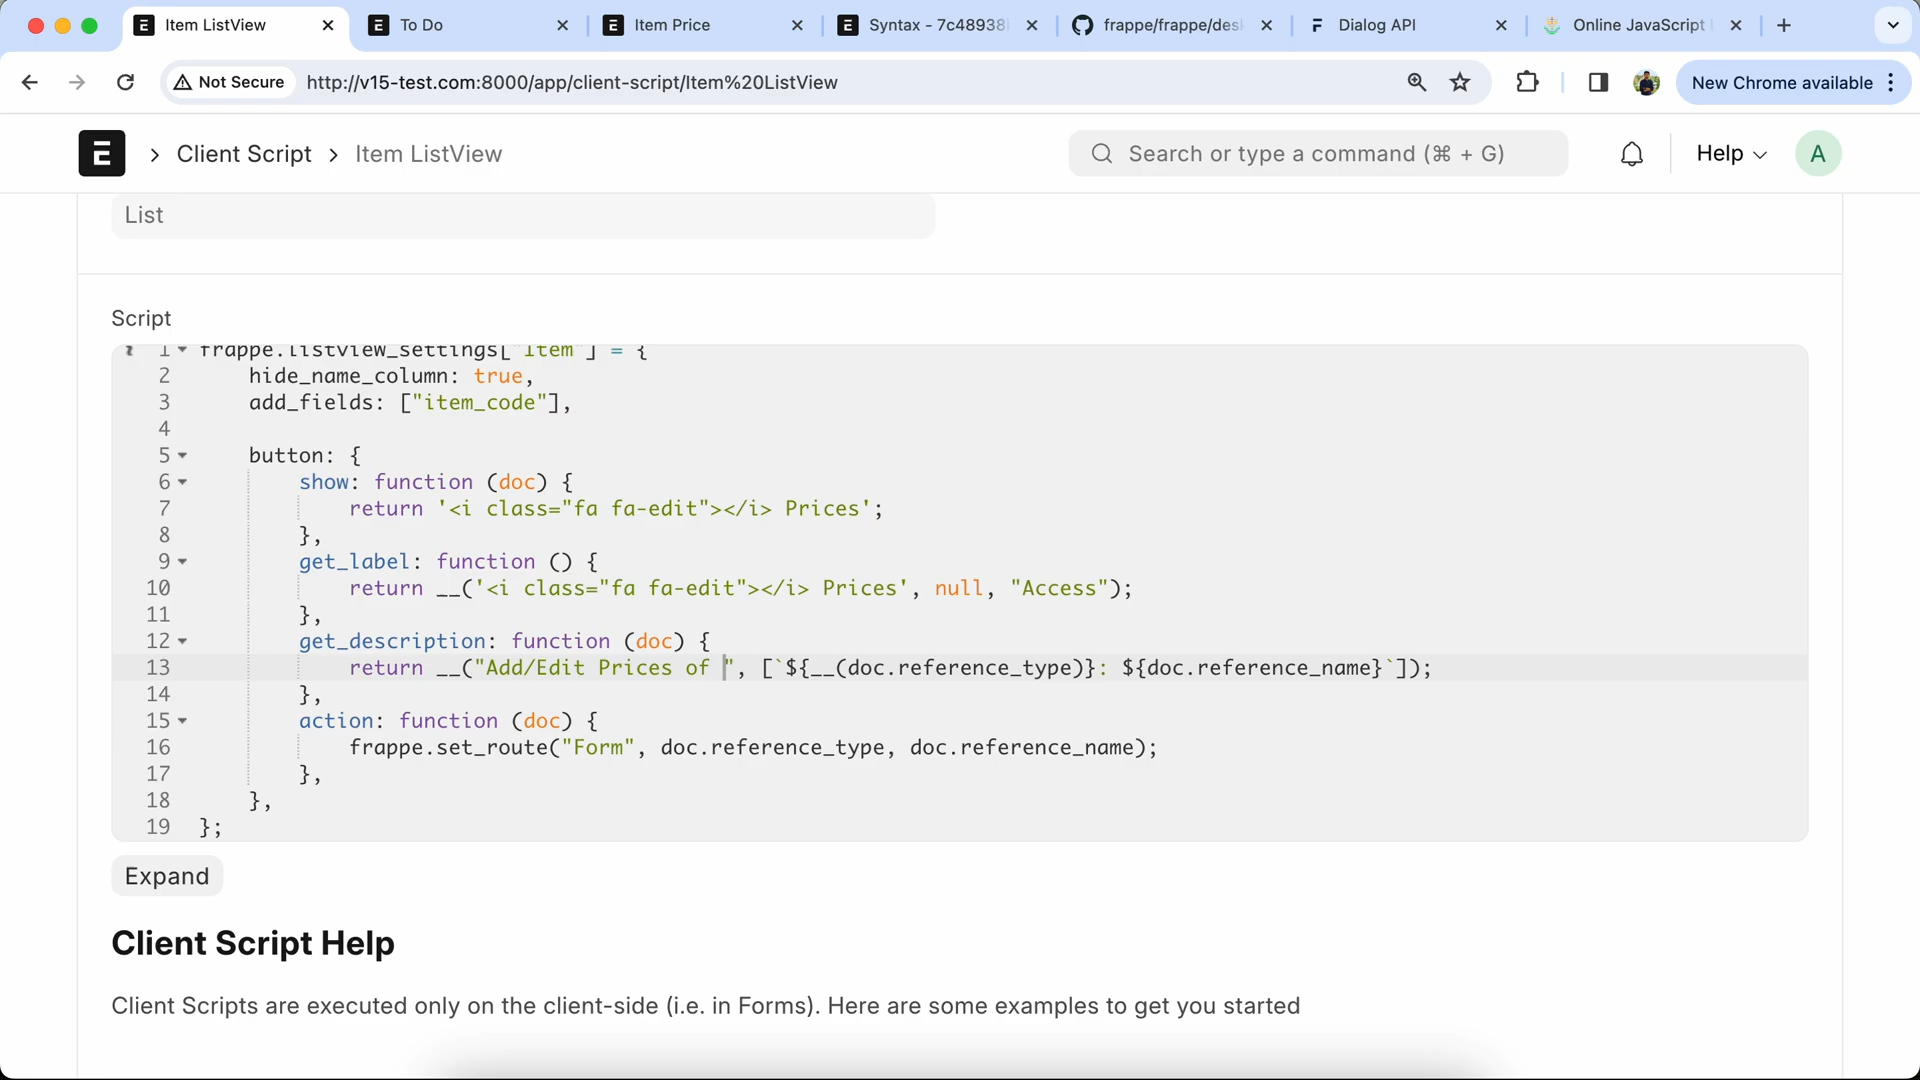 Item ListView
To Do
Item Price
Syntax - 7c48938
frappe/frappe/des
Dialog API
Online JavaScript
Not Secure
http://v15-test.com:8000/app/client-script/Item%20ListView
New Chrome available
E
Client Script
Item ListView
Search or type a command (⌘ + G)
Help
A
List
Script
i 1 frappe.listview_settings["Item"] = {
2 hide_name_column: true,
3 add_fields: ["item_code"],
4
5 button: {
6 show: function (doc) {
7 return '<i class="fa fa-edit"></i> Prices';
8 },
9 get_label: function () {
10 return __('<i class="fa fa-edit"></i> Prices', null, "Access");
11 },
12 get_description: function (doc) {
13 return __("Add/Edit Prices of ", [`${__(doc.reference_type)}: ${doc.reference_name}`]);
14 },
15 action: function (doc) {
16 frappe.set_route("Form", doc.reference_type, doc.reference_name);
17 },
18 },
19 };
Expand
Client Script Help
Client Scripts are executed only on the client-side (i.e. in Forms). Here are some examples to get you started